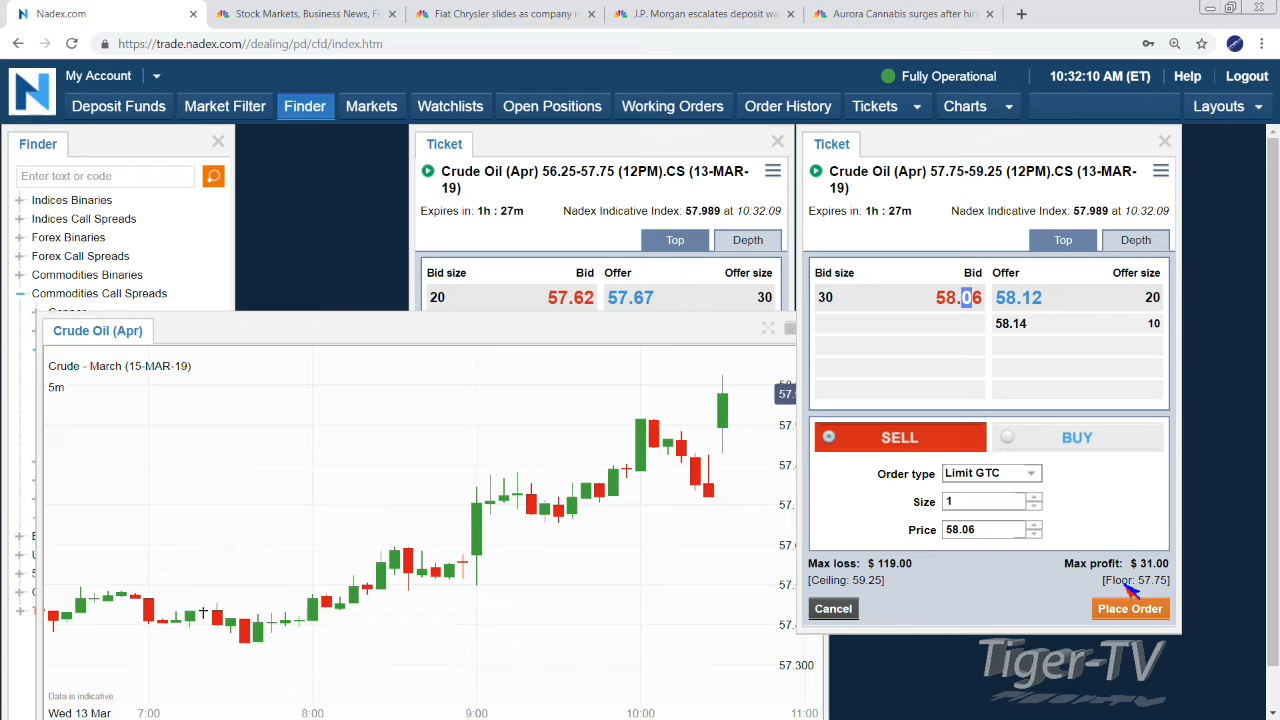 Nadex.com
Stock Markets, Business News, Fi
Fiat Chrysler slides as company r
J.P. Morgan escalates deposit wa
Aurora Cannabis surges after hiri
https://trade.nadex.com//dealing/pd/cfd/index.htm
My Account
Fully Operational
10:32:10 AM (ET)
Help
Logout
Deposit Funds
Market Filter
Finder
Markets
Watchlists
Open Positions
Working Orders
Order History
Tickets
Charts
Layouts
Finder
Enter text or code
Indices Binaries
Indices Call Spreads
Forex Binaries
Forex Call Spreads
Commodities Binaries
Commodities Call Spreads
Ticket
Crude Oil (Apr) 56.25-57.75 (12PM).CS (13-MAR-
19)
Expires in: 1h : 27m
Nadex Indicative Index: 57.989 at 10.32.09
Top
Depth
Bid size
Bid
Offer
Offer size
20
57.62
57.67
30
Ticket
Crude Oil (Apr) 57.75-59.25 (12PM).CS (13-MAR-
19)
Expires in: 1h : 27m
Nadex Indicative Index: 57.989 at 10.32.09
Top
Depth
Bid size
Bid
Offer
Offer size
30
58.06
58.12
20
58.14
10
SELL
BUY
Order type
Limit GTC
Size
1
Price
58.06
Max loss: $ 119.00
Max profit: $ 31.00
[Ceiling: 59.25]
[Floor: 57.75]
Cancel
Place Order
Crude Oil (Apr)
Crude - March (15-MAR-19)
5m
57.300
Data is indicative
Wed 13 Mar
7:00
8:00
9:00
10:00
11:00
Tiger-TV